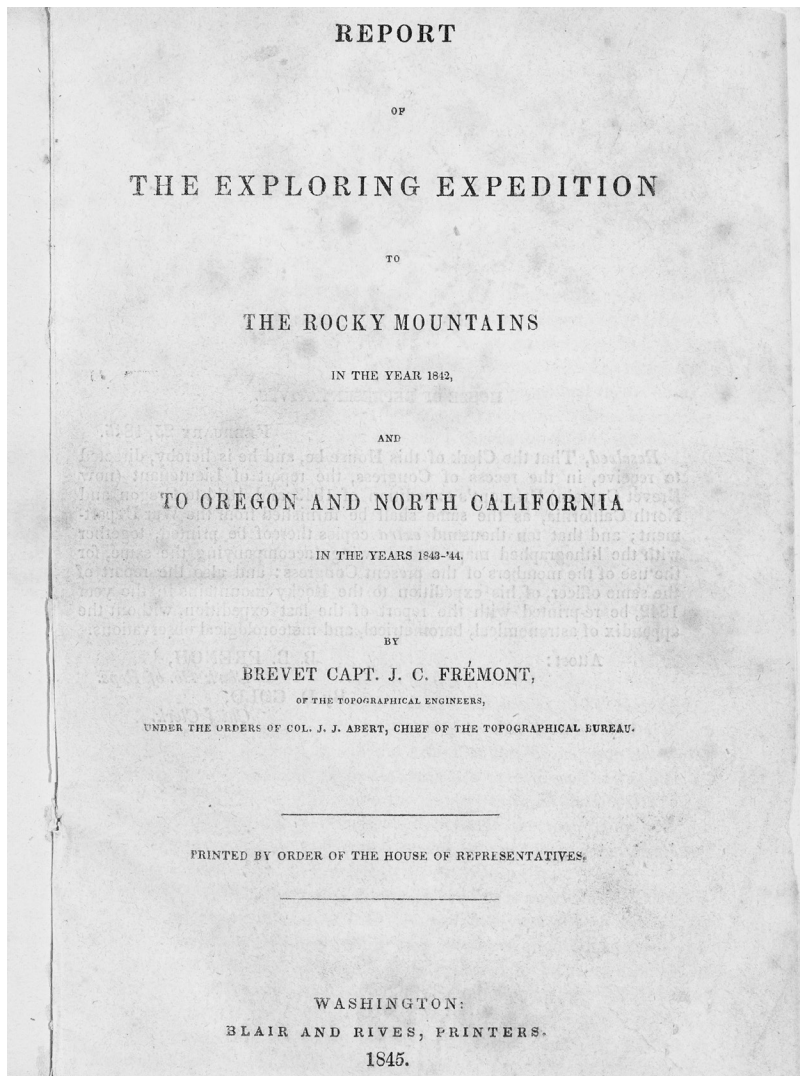 REPORT
OF
THE EXPLORING EXPEDITION
TO
THE ROCKY MOUNTAINS
IN THE YEAR 1842,
AND
TO OREGON AND NORTH CALIFORNIA
IN THE YEARS 1843-'44.
BY
BREVET CAPT. J. C. FRÉMONT,
OF THE TOPOGRAPHICAL ENGINEERS,
UNDER THE ORDERS OF COL. J. J. ABERT, CHIEF OF THE TOPOGRAPHICAL BUREAU.
PRINTED BY ORDER OF THE HOUSE OF REPRESENTATIVES.
WASHINGTON:
BLAIR AND RIVES, PRINTERS.
1845.